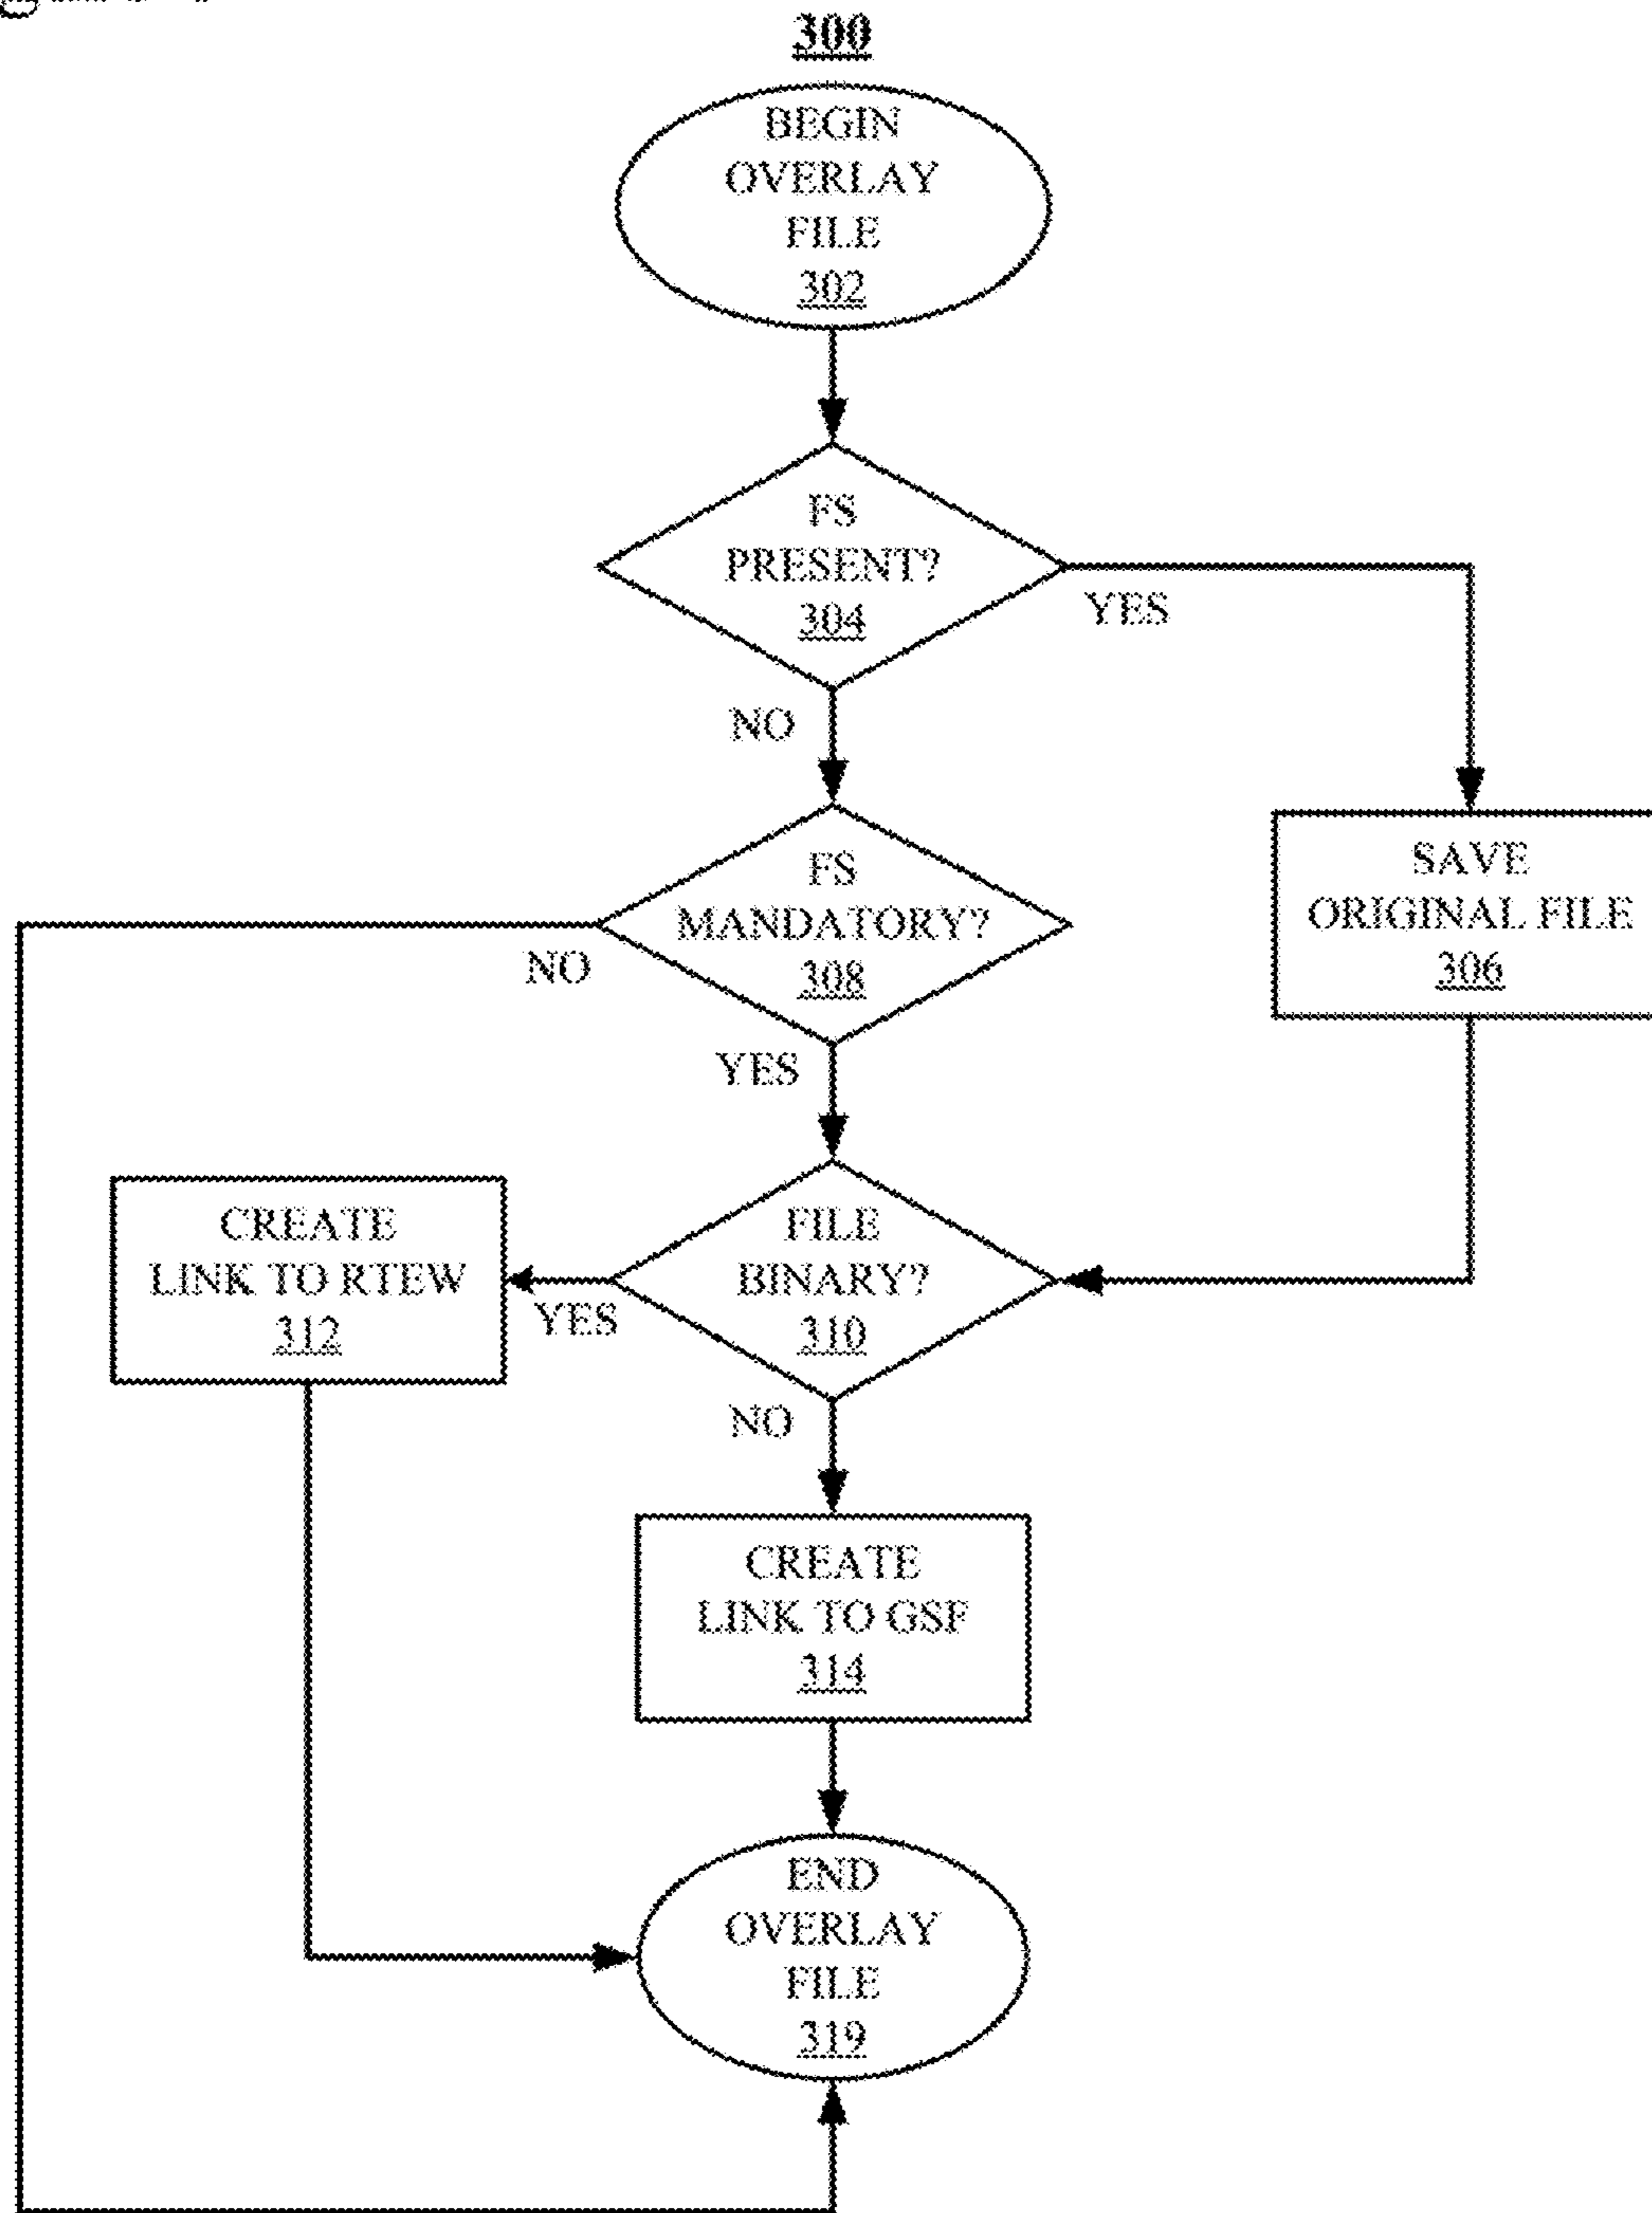 300
BEGIN
OVERLAY
FILE
302
FS
PRESENT?
304
YES
NO
FS
MANDATORY?
308
SAVE
ORIGINAL FILE
306
NO
YES
CREATE
LINK TO RTEW
312
FILE
BINARY?
310
YES
NO
CREATE
LINK TO GSF
314
END
OVERLAY
FILE
319